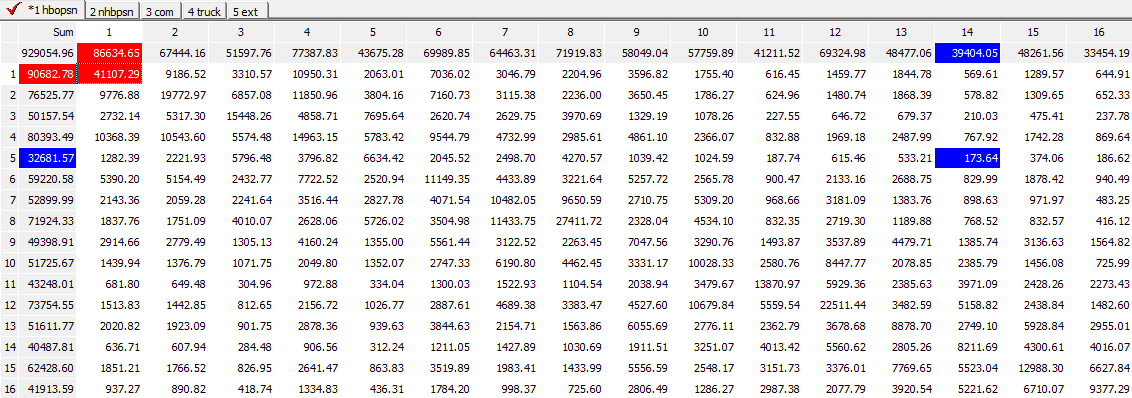 *1 hbopsn 2 nhbpsn 3 com 4 truck 5 ext
Sum 1 2 3 4 5 6 7 8 9 10 11 12 13 14 15 16
929054.96 86634.65 67444.16 51597.76 77387.83 43675.28 69989.85 64463.31 71919.83 58049.04 57759.89 41211.52 69324.98 48477.06 39404.05 48261.56 33454.19
1 90682.78 41107.29 9186.52 3310.57 10950.31 2063.01 7036.02 3046.79 2204.96 3596.82 1755.40 616.45 1459.77 1844.78 569.61 1289.57 644.91
2 76525.77 9776.88 19772.97 6857.08 11850.96 3804.16 7160.73 3115.38 2236.00 3650.45 1786.27 624.96 1480.74 1868.39 578.82 1309.65 652.33
3 50157.54 2732.14 5317.30 15448.26 4858.71 7695.64 2620.74 2629.75 3970.69 1329.19 1078.26 227.55 646.72 679.37 210.03 475.41 237.78
4 80393.49 10368.39 10543.60 5574.48 14963.15 5783.42 9544.79 4732.99 2985.61 4861.10 2366.07 832.88 1969.18 2487.99 767.92 1742.28 869.64
5 32681.57 1282.39 2221.93 5796.48 3796.82 6634.42 2045.52 2498.70 4270.57 1039.42 1024.59 187.74 615.46 533.21 173.64 374.06 186.62
6 59220.58 5390.20 5154.49 2432.77 7722.52 2520.94 11149.35 4433.89 3221.64 5257.72 2565.78 900.47 2133.16 2688.75 829.99 1878.42 940.49
7 52899.99 2143.36 2059.28 2241.64 3516.44 2827.78 4071.54 10482.05 9650.59 2710.75 5309.20 968.66 3181.09 1383.76 898.63 971.97 483.25
8 71924.33 1837.76 1751.09 4010.07 2628.06 5726.02 3504.98 11433.75 27411.72 2328.04 4534.10 832.35 2719.30 1189.88 768.52 832.57 416.12
9 49398.91 2914.66 2779.49 1305.13 4160.24 1355.00 5561.44 3122.52 2263.45 7047.56 3290.76 1493.87 3537.89 4479.71 1385.74 3136.63 1564.82
10 51725.67 1439.94 1376.79 1071.75 2049.80 1352.07 2747.33 6190.80 4462.45 3331.17 10028.33 2580.76 8447.77 2078.85 2385.79 1456.08 725.99
11 43248.01 681.80 649.48 304.96 972.88 334.04 1300.03 1522.93 1104.54 2038.94 3479.67 13870.97 5929.36 2385.63 3971.09 2428.26 2273.43
12 73754.55 1513.83 1442.85 812.65 2156.72 1026.77 2887.61 4689.38 3383.47 4527.60 10679.84 5559.54 22511.44 3482.59 5158.82 2438.84 1482.60
13 51611.77 2020.82 1923.09 901.75 2878.36 939.63 3844.63 2154.71 1563.86 6055.69 2776.11 2362.79 3678.68 8878.70 2749.10 5928.84 2955.01
14 40487.81 636.71 607.94 284.48 906.56 312.24 1211.05 1427.89 1030.69 1911.51 3251.07 4013.42 5560.62 2805.26 8211.69 4300.61 4016.07
15 62428.60 1851.21 1766.52 826.95 2641.47 863.83 3519.89 1983.41 1433.99 5556.59 2548.17 3151.73 3376.01 7769.65 5523.04 12988.30 6627.84
16 41913.59 937.27 890.82 418.74 1334.83 436.31 1784.20 998.37 725.60 2806.49 1286.27 2987.38 2077.79 3920.54 5221.62 6710.07 9377.29